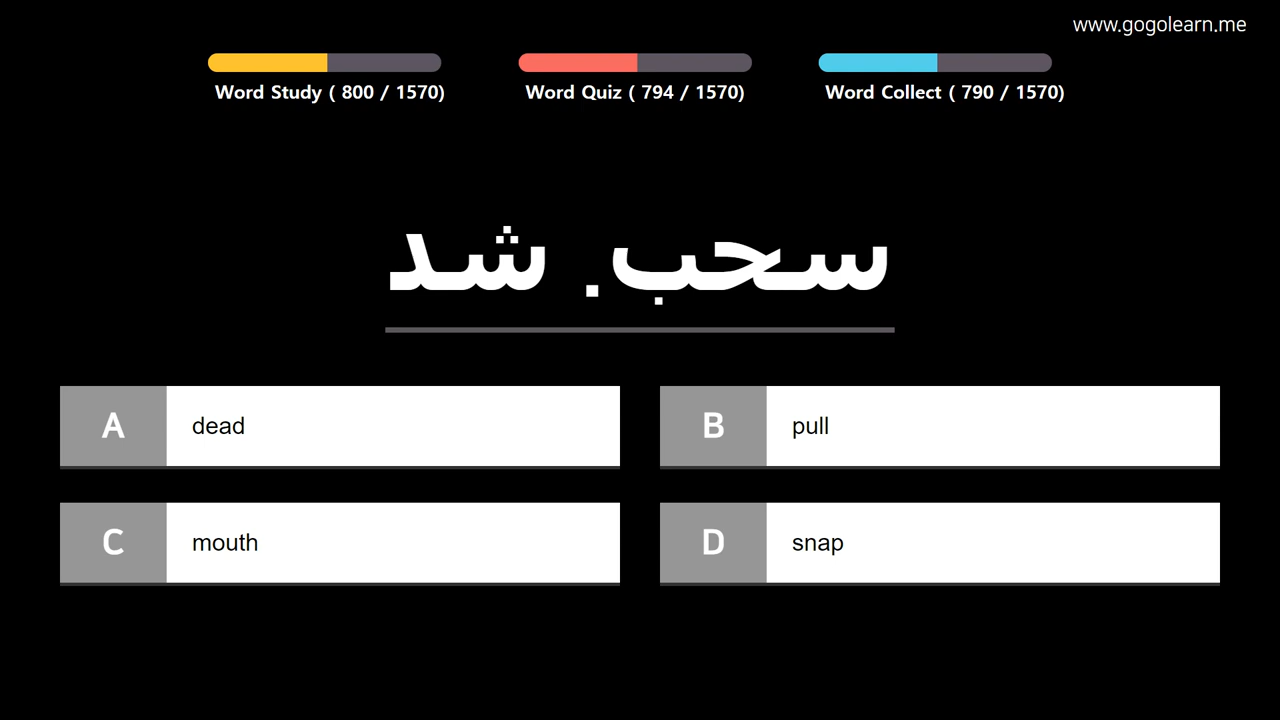 www.gogolearn.me
Word Study ( 800 / 1570)
Word Quiz ( 794 / 1570)
Word Collect ( 790 / 1570)
سحب. شد
A dead
B pull
C mouth
D snap